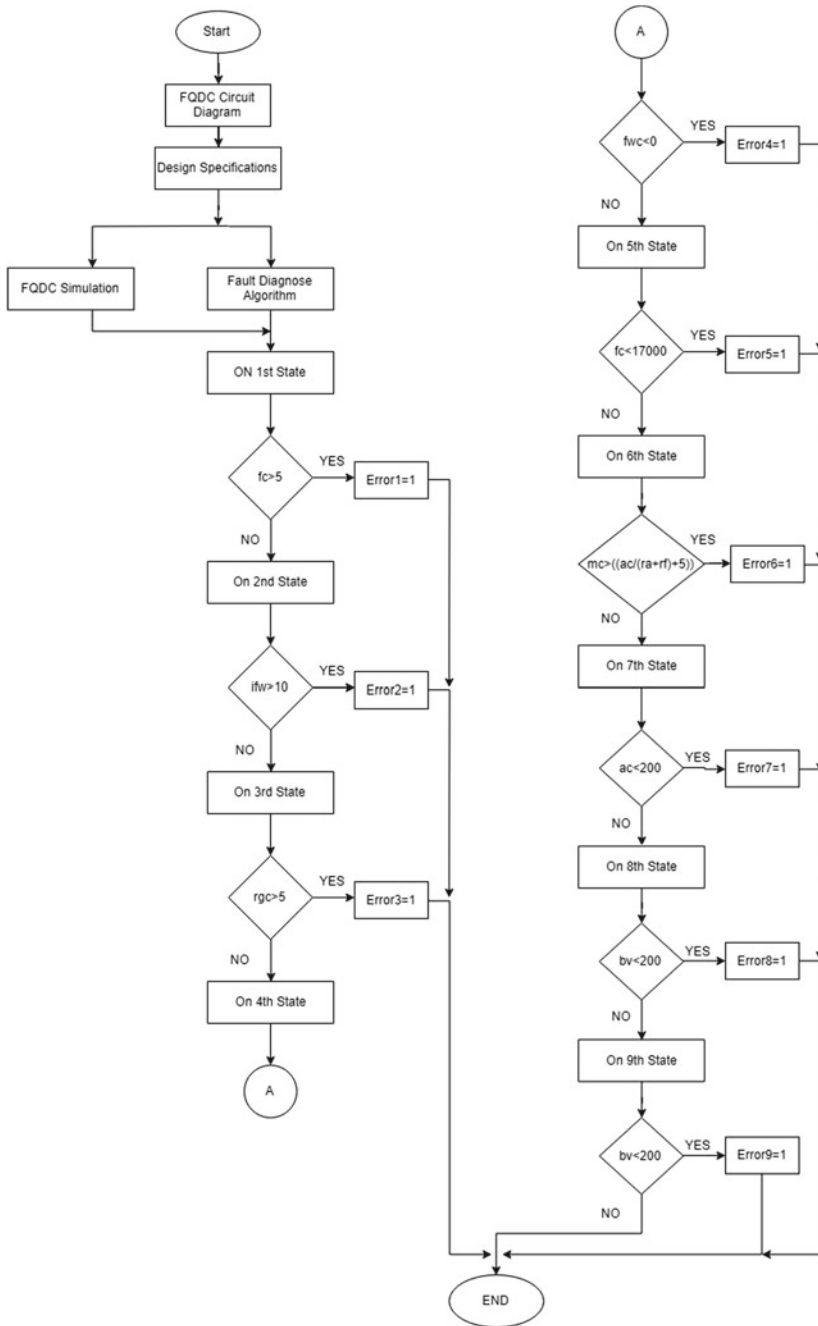 Start
FQDC Circuit
Diagram
Design Specifications
FQDC Simulation
Fault Diagnose
Algorithm
ON 1st State
fc>5
YES
Error1=1
NO
On 2nd State
ifw>10
YES
Error2=1
NO
On 3rd State
rgc>5
YES
Error3=1
NO
On 4th State
A
A
fwc<0
YES
Error4=1
NO
On 5th State
fc<17000
YES
Error5=1
NO
On 6th State
mc>((ac/(ra+rf)+5))
YES
Error6=1
NO
On 7th State
ac<200
YES
Error7=1
NO
On 8th State
bv<200
YES
Error8=1
NO
On 9th State
bv<200
YES
Error9=1
NO
END